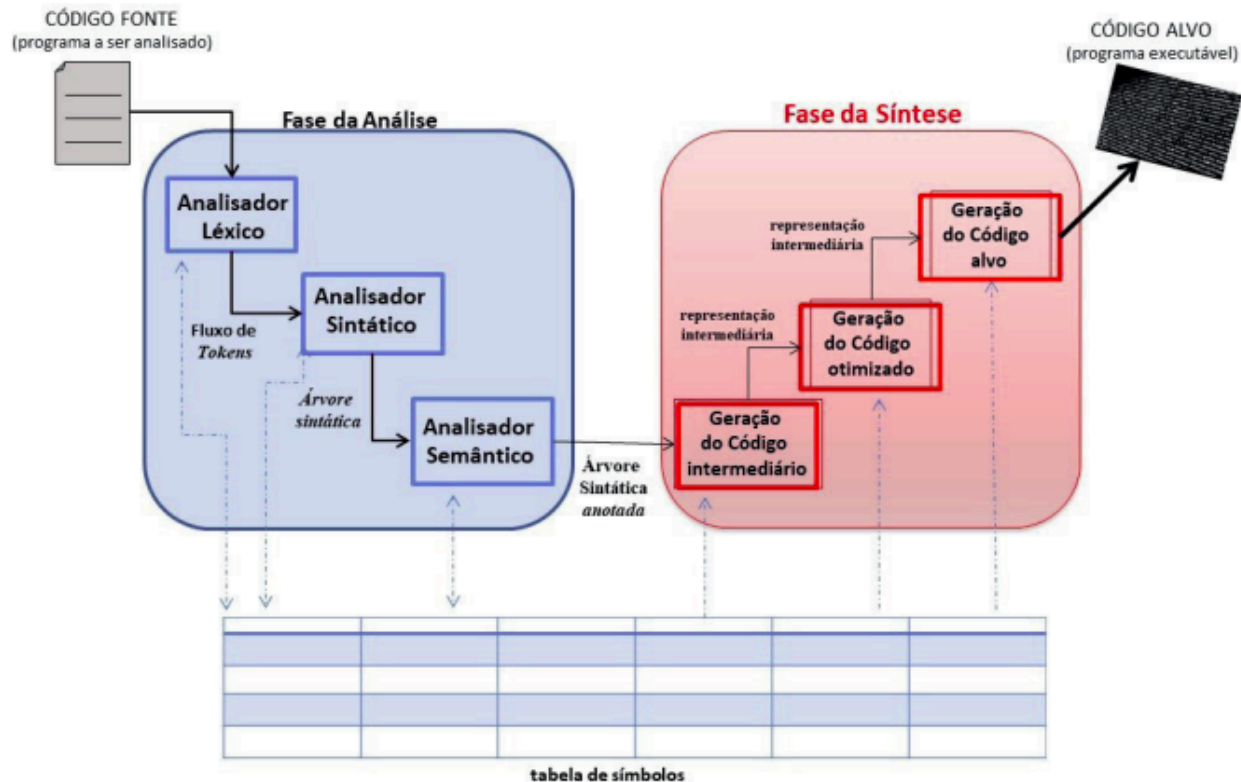 CÓDIGO FONTE
(programa a ser analisado)
CÓDIGO ALVO
(programa executável)
Fase da Análise
Fase da Síntese
Analisador
Léxico
Fluxo de
Tokens
Analisador
Sintático
Árvore
sintática
Analisador
Semântico
Árvore
Sintática
anotada
Geração
do Código
intermediário
representação
intermediária
Geração
do Código
otimizado
representação
intermediária
Geração
do Código
alvo
tabela de símbolos